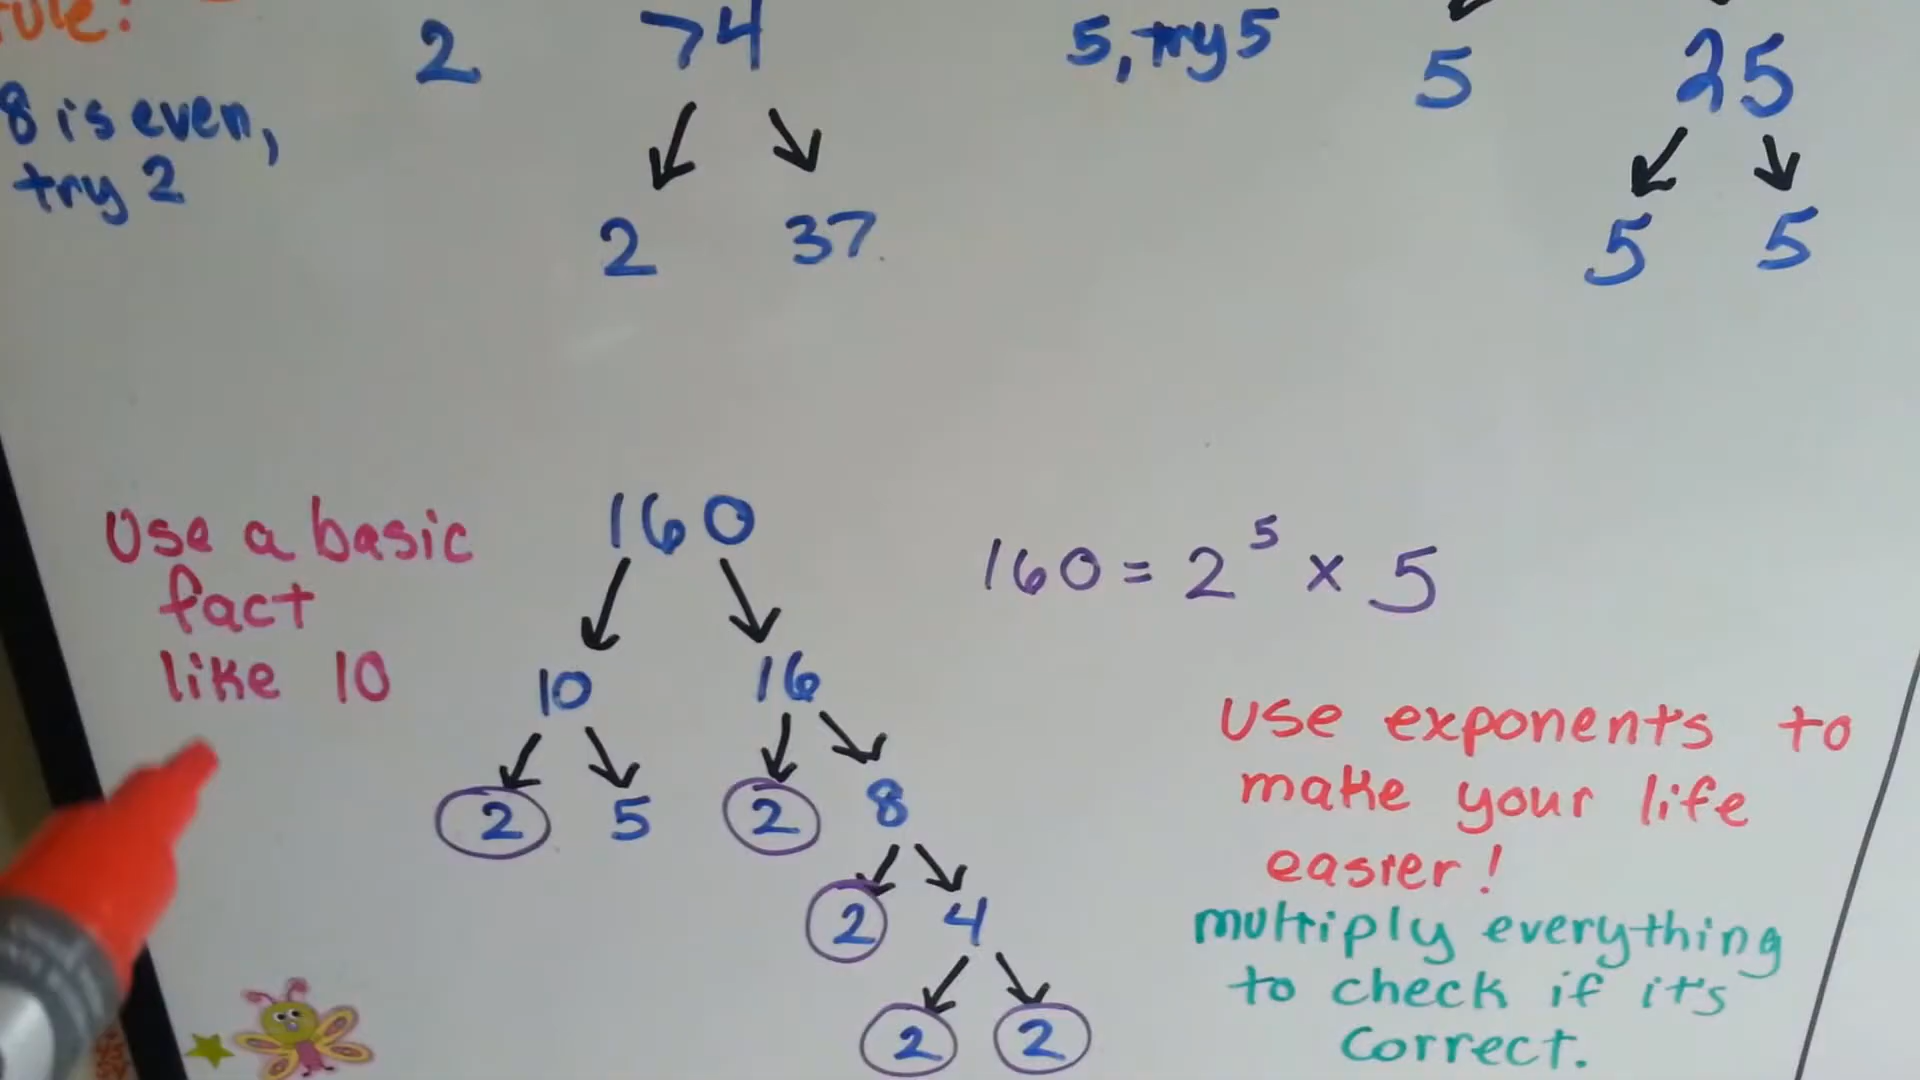 rule:
8 is even,
try 2
2 74
2 37
5, try 5
5 25
5 5
Use a basic
fact
like 10
160
10 16
2 5 2 8
2 4
2 2
160 = 2⁵ x 5
Use exponents to
make your life
easier!
multiply everything
to check if it's
correct.